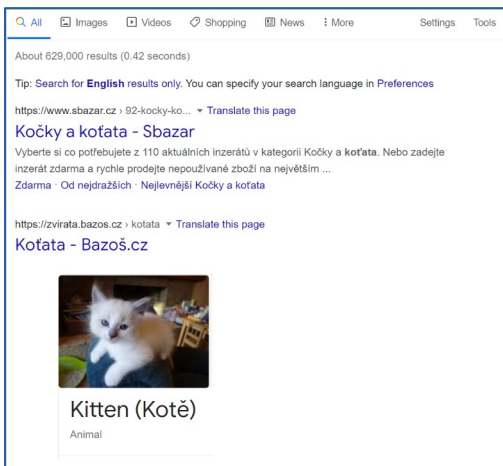 All Images Videos Shopping News More Settings Tools
About 629,000 results (0.42 seconds)
Tip: Search for English results only. You can specify your search language in Preferences
https://www.sbazar.cz › 92-kocky-ko... Translate this page
Kočky a koťata - Sbazar
Vyberte si co potřebujete z 110 aktuálních inzerátů v kategorii Kočky a koťata. Nebo zadejte
inzerát zdarma a rychle prodejte nepoužívané zboží na největším ...
Zdarma · Od nejdražších · Nejlevnější Kočky a koťata
https://zvirata.bazos.cz › kotata Translate this page
Koťata - Bazoš.cz
Kitten (Kotě)
Animal